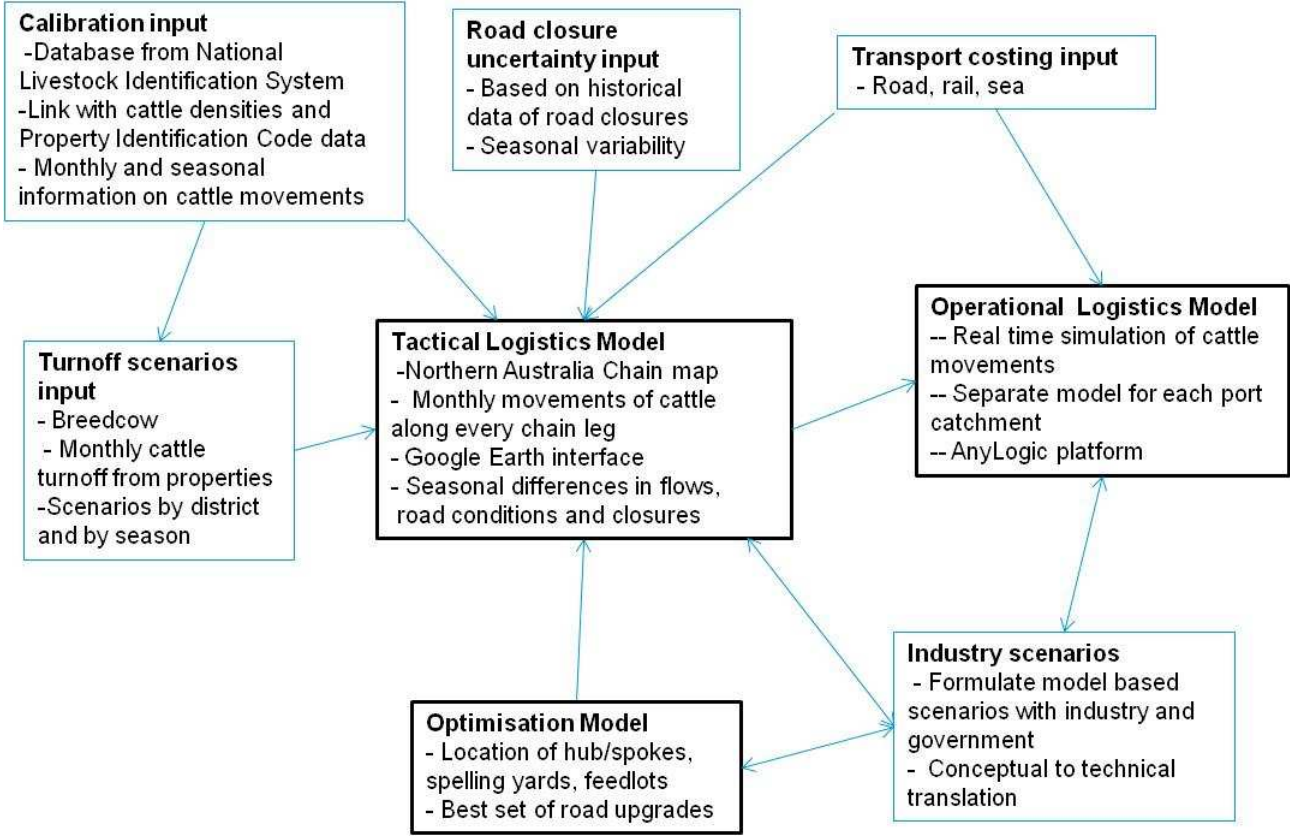 Calibration input
-Database from National
Livestock Identification System
-Link with cattle densities and
Property Identification Code data
- Monthly and seasonal
information on cattle movements
Road closure
uncertainty input
- Based on historical
data of road closures
- Seasonal variability
Transport costing input
- Road, rail, sea
Turnoff scenarios
input
- Breedcow
- Monthly cattle
turnoff from properties
-Scenarios by district
and by season
Tactical Logistics Model
-Northern Australia Chain map
- Monthly movements of cattle
along every chain leg
- Google Earth interface
- Seasonal differences in flows,
road conditions and closures
Operational Logistics Model
-- Real time simulation of cattle
movements
-- Separate model for each port
catchment
-- AnyLogic platform
Optimisation Model
- Location of hub/spokes,
spelling yards, feedlots
- Best set of road upgrades
Industry scenarios
- Formulate model based
scenarios with industry and
government
- Conceptual to technical
translation